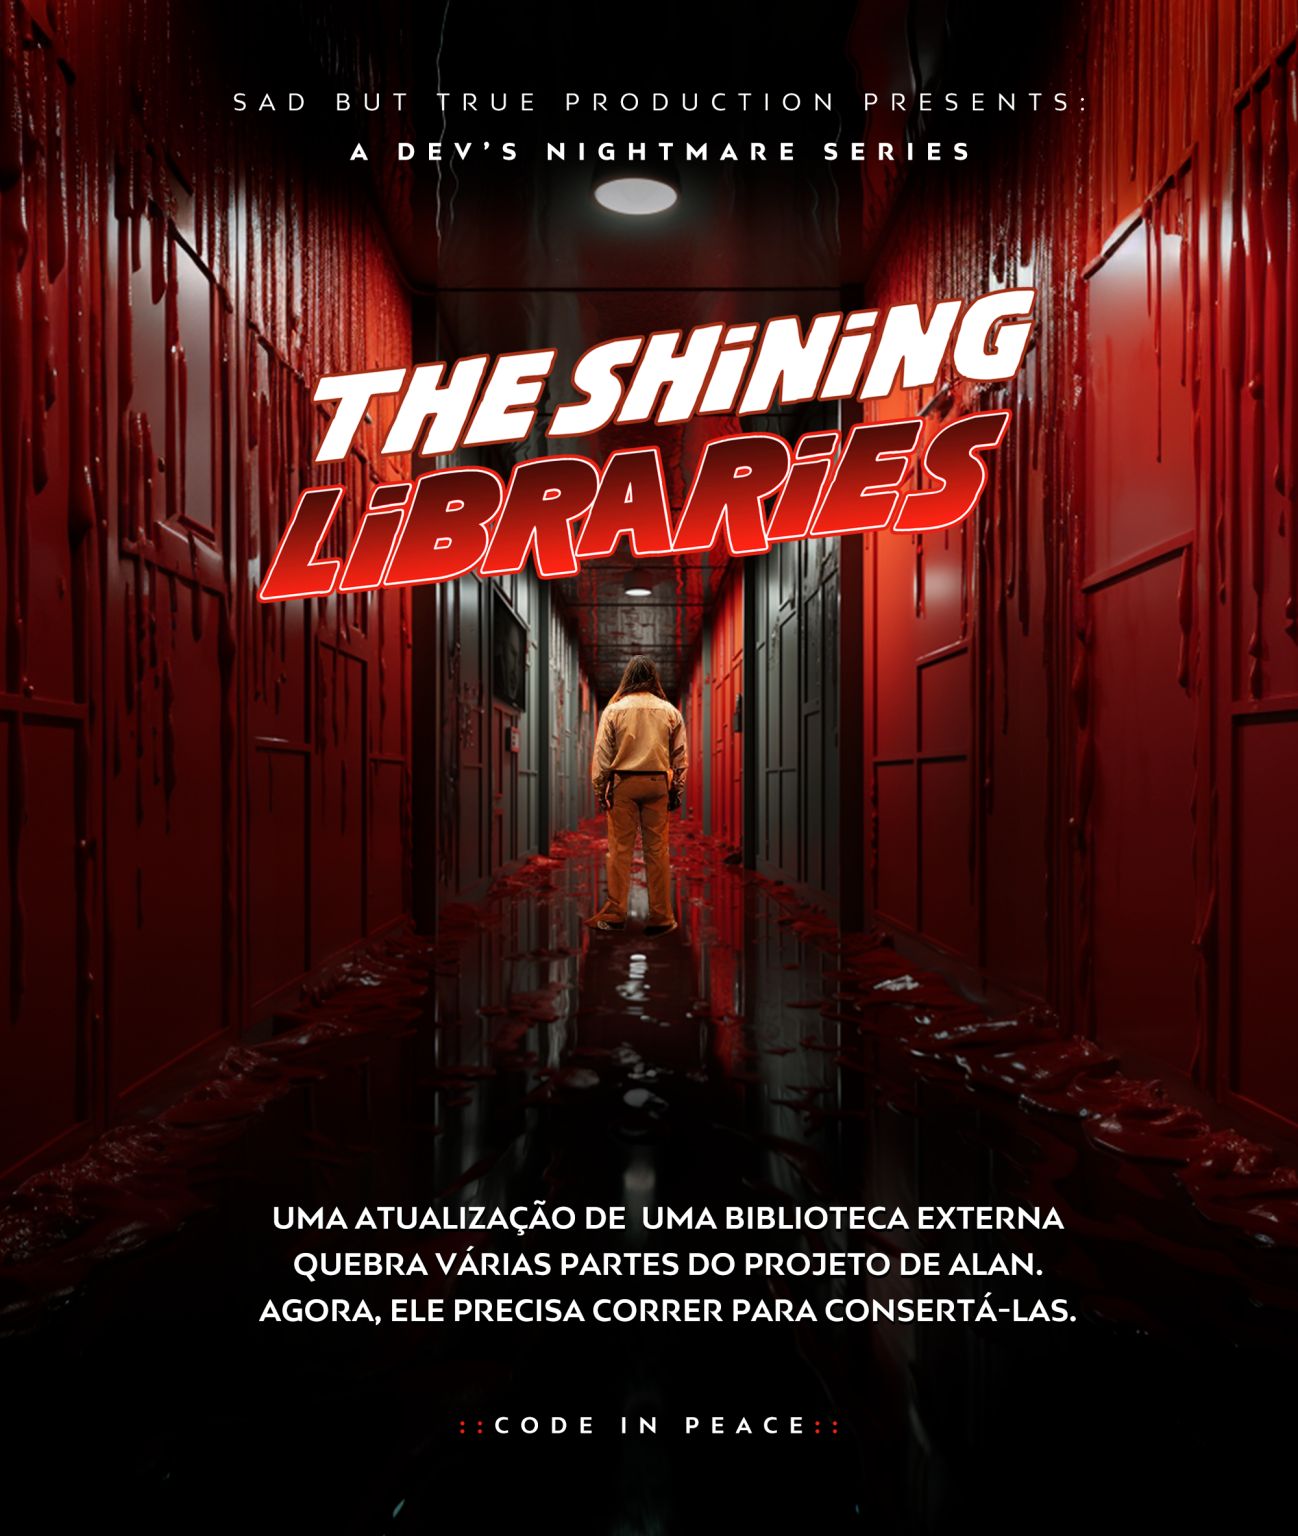 SAD BUT TRUE PRODUCTION PRESENTS:
A DEV'S NIGHTMARE SERIES
THE SHiNiNG
LiBRARiES
UMA ATUALIZAÇÃO DE UMA BIBLIOTECA EXTERNA
QUEBRA VÁRIAS PARTES DO PROJETO DE ALAN.
AGORA, ELE PRECISA CORRER PARA CONSERTÁ-LAS.
::CODE IN PEACE::